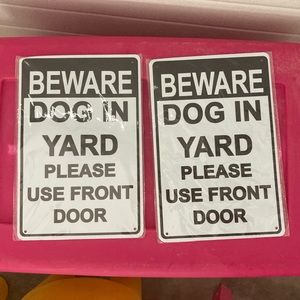 BEWARE
DOG IN
YARD
PLEASE
USE FRONT
DOOR
BEWARE
DOG IN
YARD
PLEASE
USE FRONT
DOOR